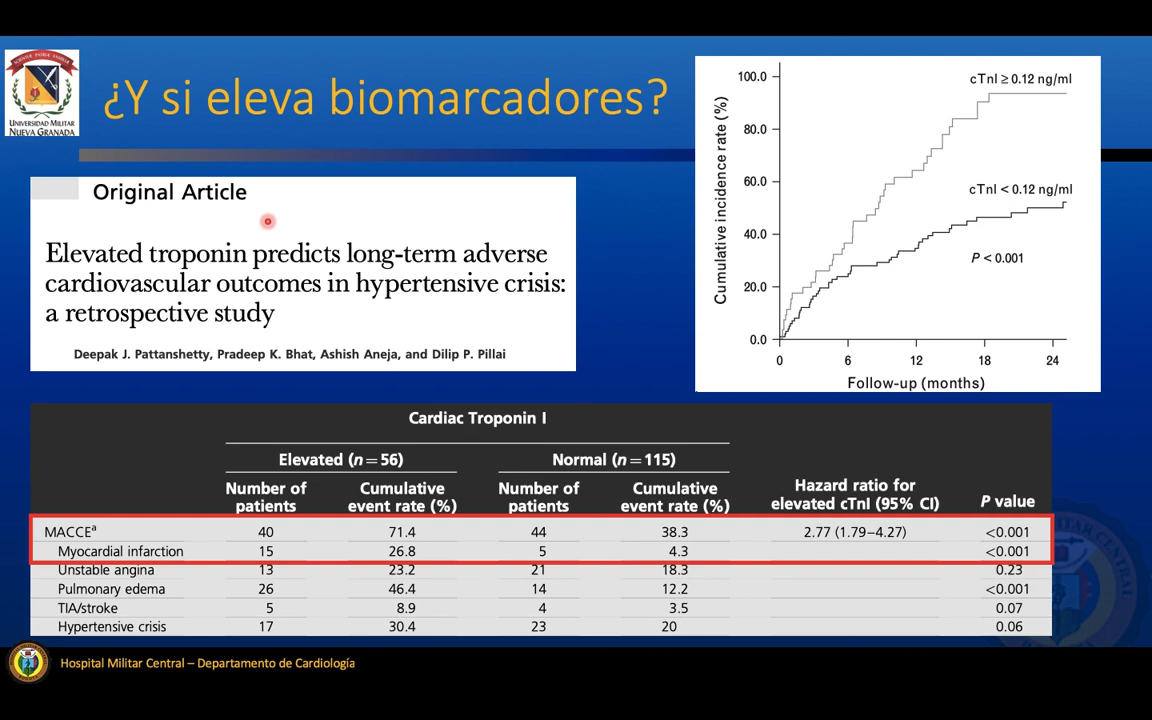 UNIVERSIDAD MILITAR
NUEVA GRANADA
¿Y si eleva biomarcadores?
Original Article
Elevated troponin predicts long-term adverse
cardiovascular outcomes in hypertensive crisis:
a retrospective study
Deepak J. Pattanshetty, Pradeep K. Bhat, Ashish Aneja, and Dilip P. Pillai
Cumulative incidence rate (%)
100.0
80.0
60.0
40.0
20.0
0.0
cTnI ≥ 0.12 ng/ml
cTnI < 0.12 ng/ml
P < 0.001
0 6 12 18 24
Follow-up (months)
Cardiac Troponin I
Elevated (n=56) Normal (n=115)
Number of patients Cumulative event rate (%) Number of patients Cumulative event rate (%) Hazard ratio for elevated cTnI (95% CI) P value
MACCEa 40 71.4 44 38.3 2.77 (1.79–4.27) <0.001
Myocardial infarction 15 26.8 5 4.3 <0.001
Unstable angina 13 23.2 21 18.3 0.23
Pulmonary edema 26 46.4 14 12.2 <0.001
TIA/stroke 5 8.9 4 3.5 0.07
Hypertensive crisis 17 30.4 23 20 0.06
Hospital Militar Central – Departamento de Cardiología